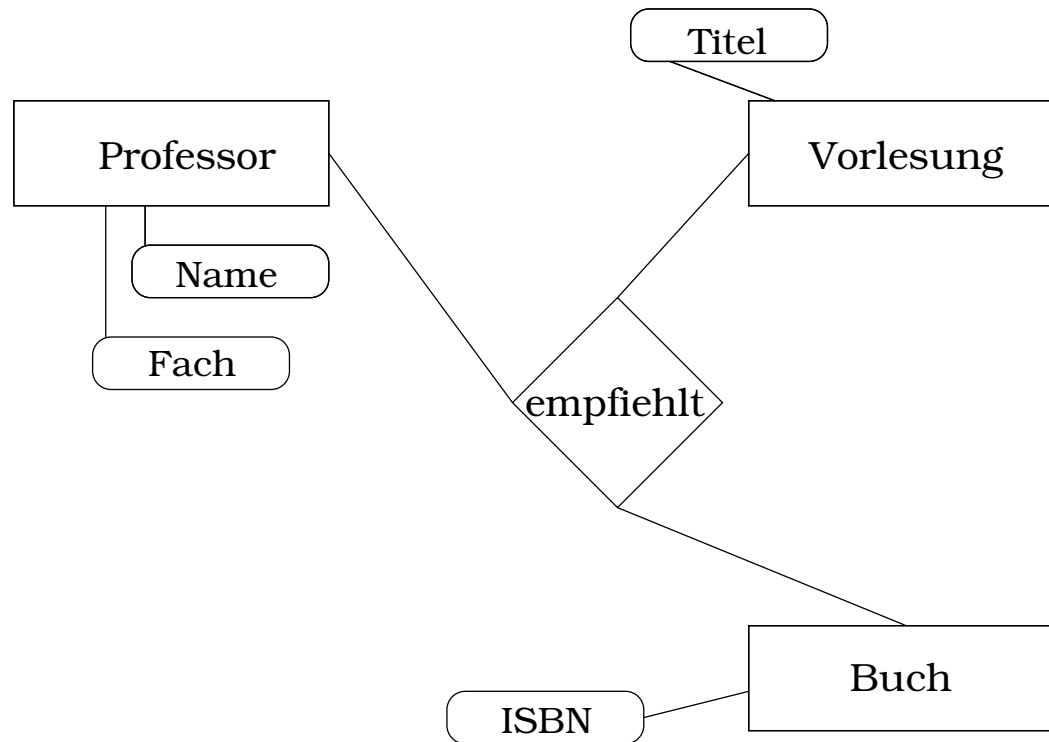 Titel
Professor
Vorlesung
Name
Fach
empfiehlt
Buch
ISBN